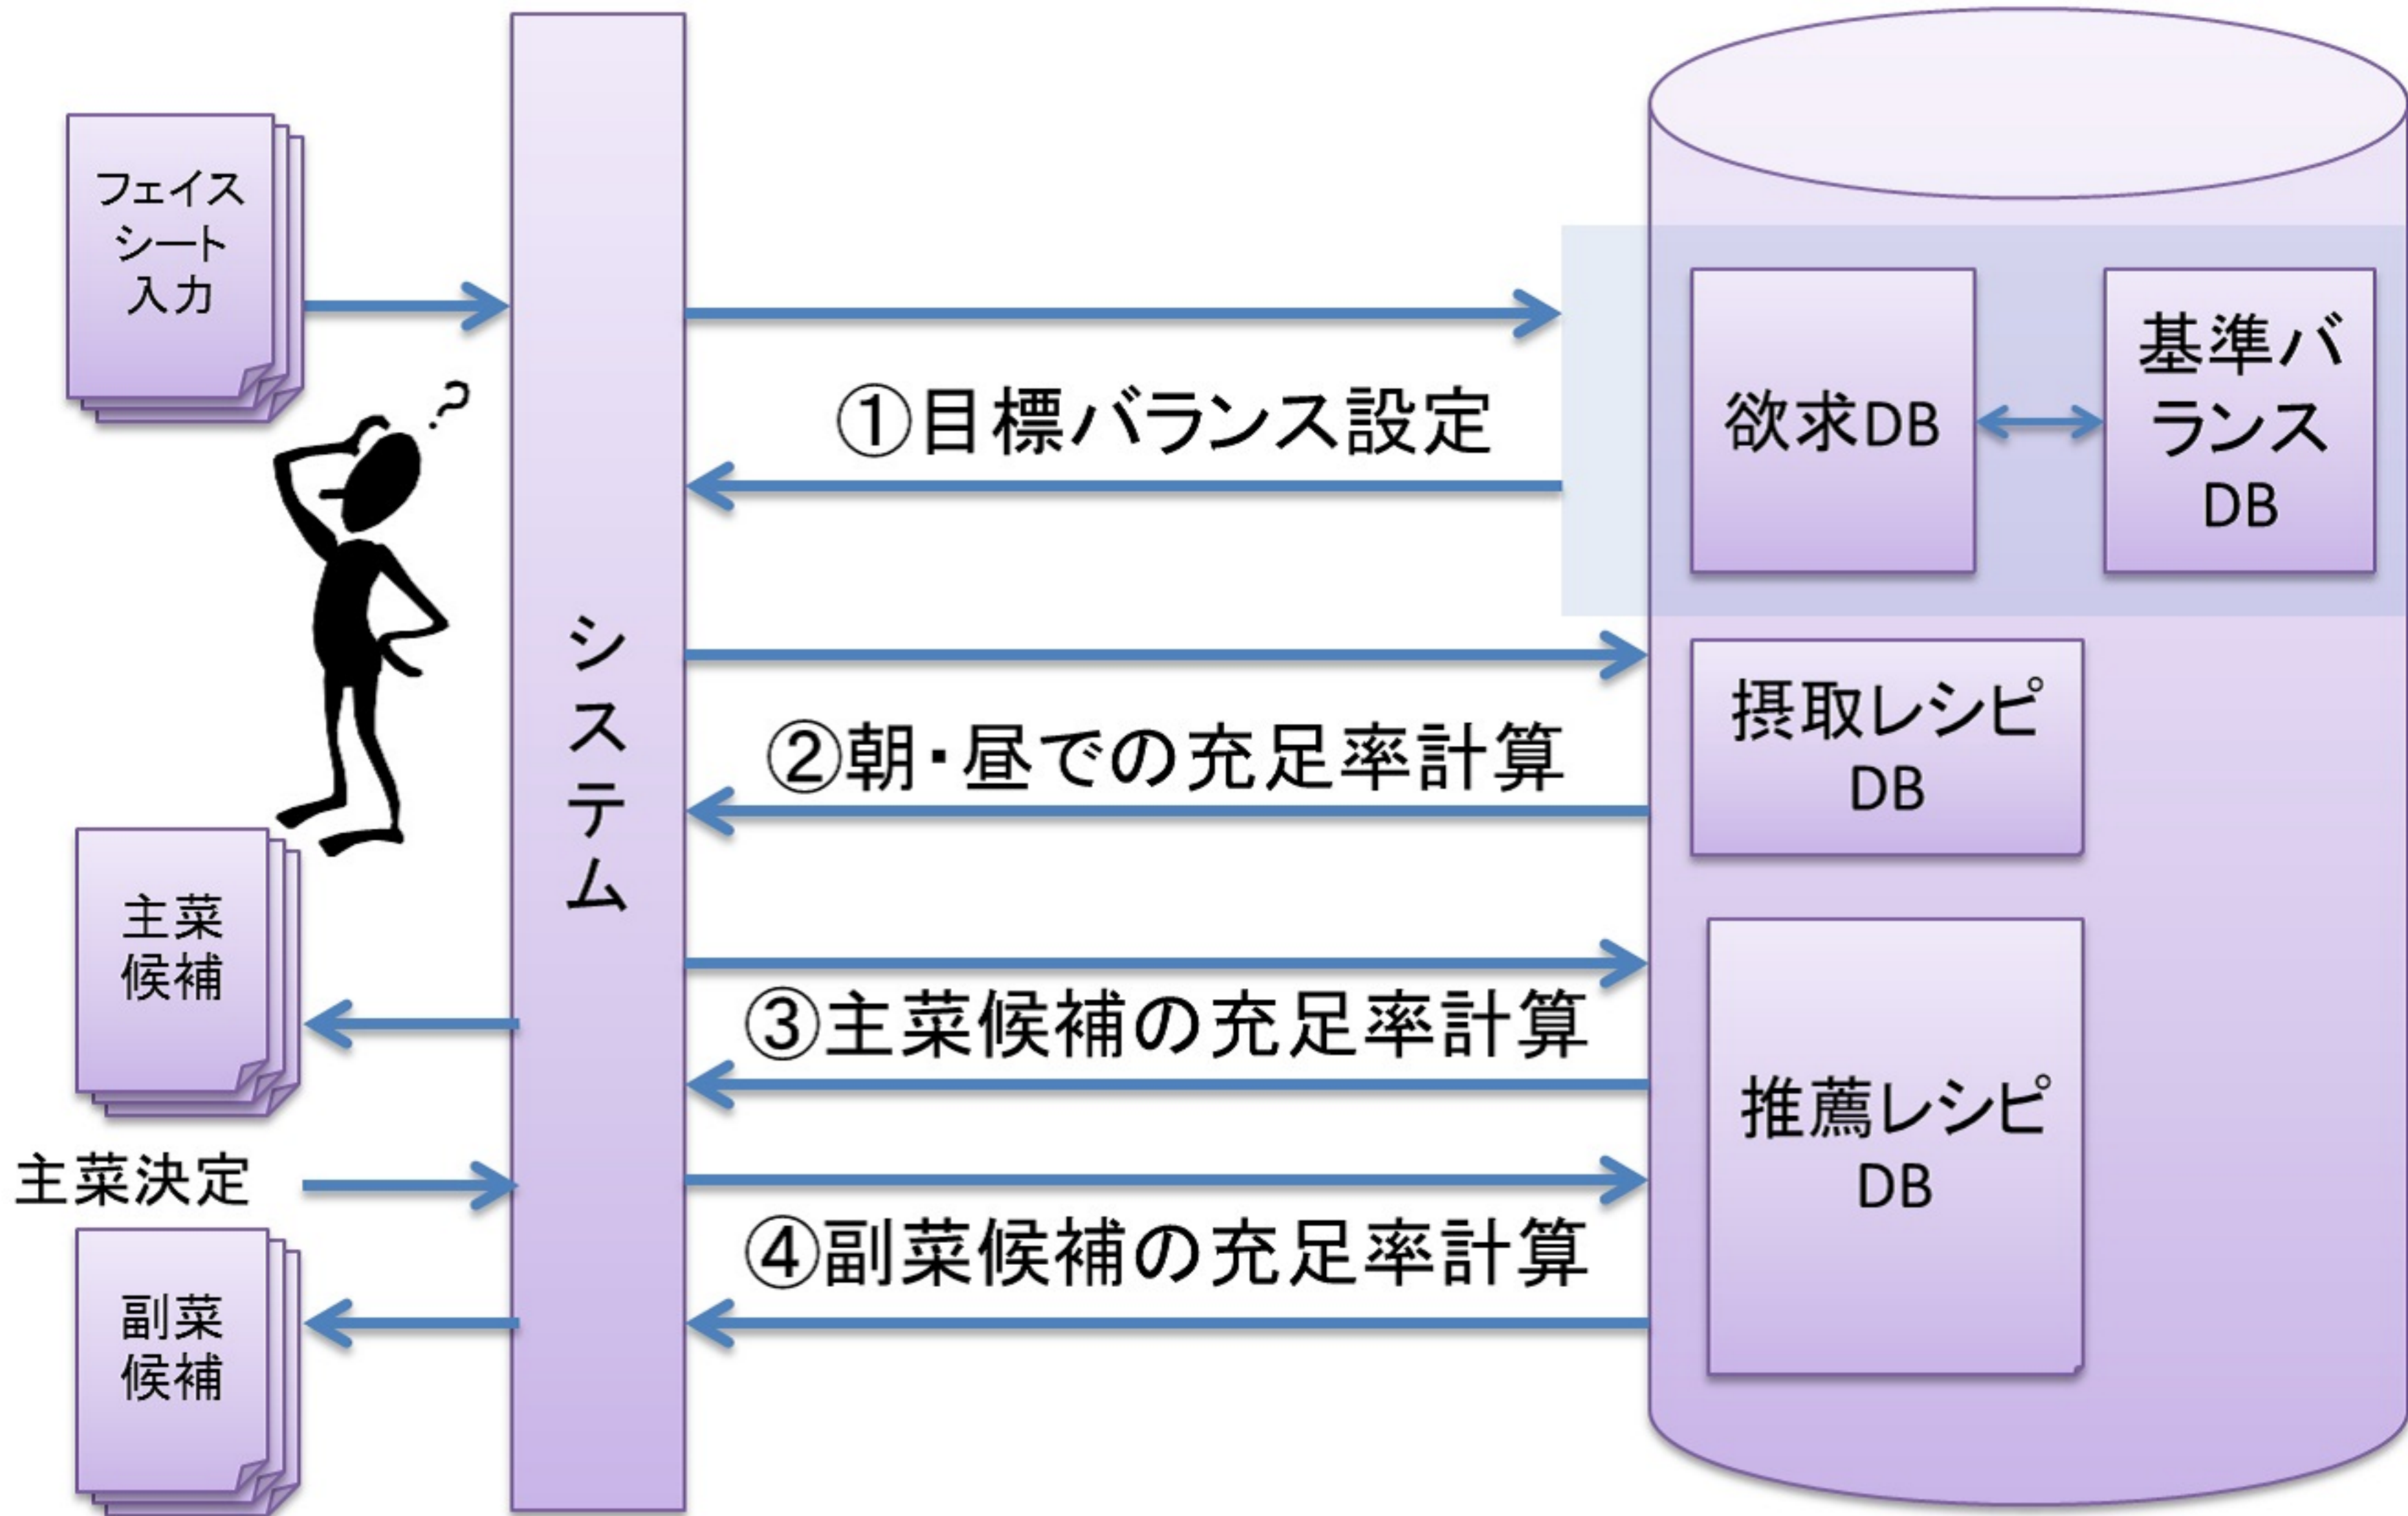 フェイス
シート
入力
システム
①目標バランス設定
欲求DB
基準バ
ランス
DB
?
②朝・昼での充足率計算
摂取レシピ
DB
主菜
候補
③主菜候補の充足率計算
推薦レシピ
DB
主菜決定
④副菜候補の充足率計算
副菜
候補